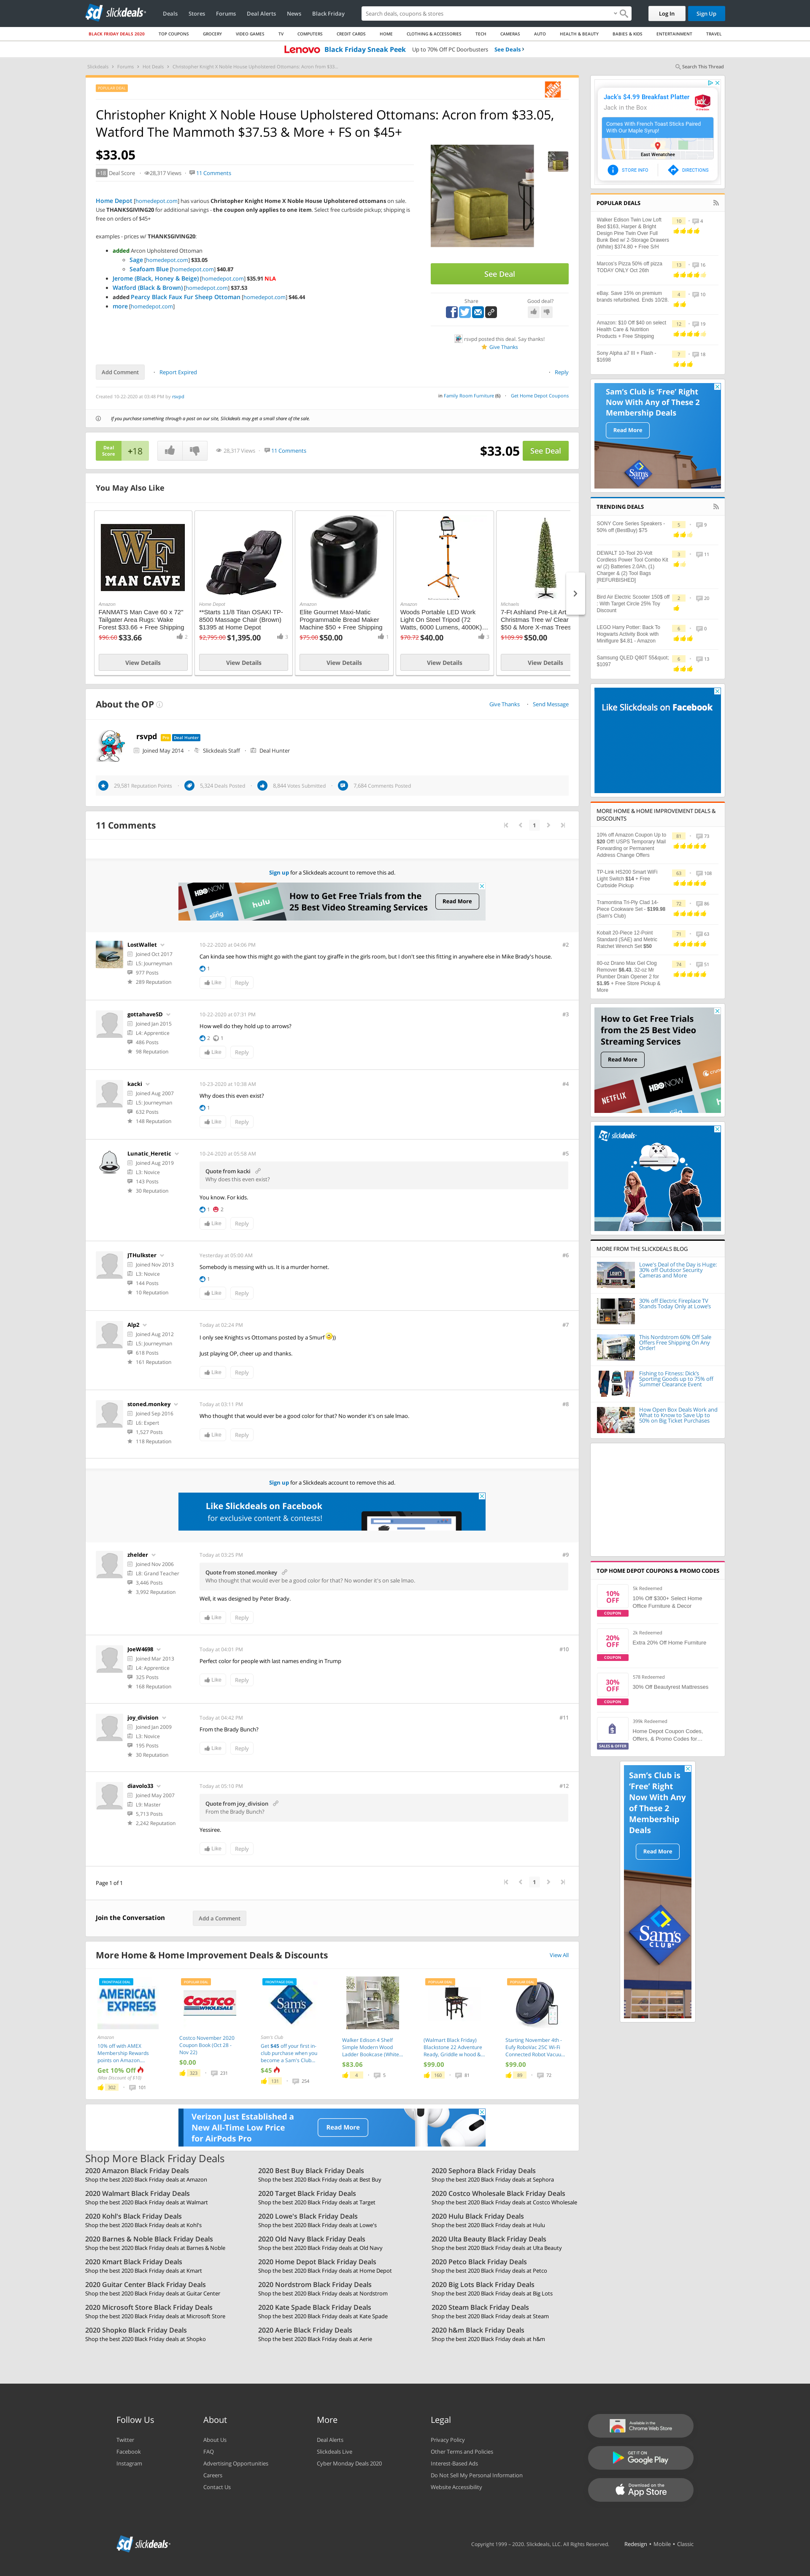 slickdeals
Deals Stores Forums Deal Alerts News Black Friday
Search deals, coupons & stores
Log In
Sign Up
BLACK FRIDAY DEALS 2020 TOP COUPONS GROCERY VIDEO GAMES TV COMPUTERS CREDIT CARDS HOME CLOTHING & ACCESSORIES TECH CAMERAS AUTO HEALTH & BEAUTY BABIES & KIDS ENTERTAINMENT TRAVEL
Lenovo Black Friday Sneak Peek Up to 70% Off PC Doorbusters See Deals
Slickdeals > Forums > Hot Deals > Christopher Knight X Noble House Upholstered Ottomans: Acron from $33...
Search This Thread
Christopher Knight X Noble House Upholstered Ottomans: Acron from $33.05,
Watford The Mammoth $37.53 & More + FS on $45+
$33.05
+18 Deal Score 28,317 Views 11 Comments
Home Depot [homedepot.com] has various Christopher Knight Home X Noble House Upholstered ottomans on sale.
Use THANKSGIVING20 for additional savings - the coupon only applies to one item. Select free curbside pickup; shipping is
free on orders of $45+
examples - prices w/ THANKSGIVING20:
added Arcon Upholstered Ottoman
Sage [homedepot.com] $33.05
Seafoam Blue [homedepot.com] $40.87
Jerome (Black, Honey & Beige) [homedepot.com] $35.91 NLA
Watford (Black & Brown) [homedepot.com] $37.53
added Pearcy Black Faux Fur Sheep Ottoman [homedepot.com] $46.44
more [homedepot.com]
See Deal
Share Good deal?
rsvpd posted this deal. Say thanks!
Give Thanks
Add Comment Report Expired Reply
Created 10-22-2020 at 03:48 PM by rsvpd
in Family Room Furniture (6) Get Home Depot Coupons
If you purchase something through a post on our site, Slickdeals may get a small share of the sale.
Deal Score +18 28,317 Views 11 Comments $33.05 See Deal
You May Also Like
WF MAN CAVE
Amazon
FANMATS Man Cave 60 x 72"
Tailgater Area Rugs: Wake
Forest $33.66 + Free Shipping
$96.60 $33.66 2
View Details
Home Depot
**Starts 11/8 Titan OSAKI TP-
8500 Massage Chair (Brown)
$1395 at Home Depot
$2,795.00 $1,395.00 2
View Details
Amazon
Elite Gourmet Maxi-Matic
Programmable Bread Maker
Machine $50 + Free Shipping
$75.00 $50.00 1
View Details
Amazon
Woods Portable LED Work
Light On Steel Tripod (72
Watts, 6000 Lumens, 4000K)...
$70.72 $40.00 3
View Details
Michaels
7-Ft Ashland Pre-Lit Arti
Christmas Tree w/ Clear
$50 & More X-mas Trees
$109.99 $50.00
View Details
About the OP
Give Thanks Send Message
rsvpd Pro Deal Hunter
Joined May 2014 Slickdeals Staff Deal Hunter
29,581 Reputation Points 5,324 Deals Posted 8,844 Votes Submitted 7,684 Comments Posted
11 Comments
1
Sign up for a Slickdeals account to remove this ad.
HBO NOW hulu How to Get Free Trials from the
25 Best Video Streaming Services
Read More
LostWallet 10-22-2020 at 04:06 PM #2
Joined Oct 2017
L5: Journeyman
977 Posts
289 Reputation
Can kinda see how this might go with the giant tyvek giraffe in the girls room, but I don't see this fitting in anywhere else in Mike Brady's house.
1
Like Reply
gottahaveSD 10-22-2020 at 07:31 PM #3
Joined Jan 2015
L4: Apprentice
486 Posts
98 Reputation
How well do they hold up to arrows?
2 1
Like Reply
kacki 10-23-2020 at 10:38 AM #4
Joined Aug 2007
L5: Journeyman
632 Posts
148 Reputation
Why does this even exist?
1
Like Reply
Lunatic_Heretic 10-24-2020 at 05:58 AM #5
Joined Aug 2019
L3: Novice
143 Posts
30 Reputation
Quote from kacki
Why does this even exist?
You know. For kids.
1 2
Like Reply
JTHulkster Yesterday at 05:00 AM #6
Joined Nov 2013
L3: Novice
144 Posts
10 Reputation
Somebody is messing with us. It is a murder hornet.
1
Like Reply
Alp2 Today at 02:24 PM #7
Joined Aug 2012
L5: Journeyman
618 Posts
161 Reputation
I only see Knights vs Ottomans posted by a Smurf ))
Just playing OP, cheer up and thanks.
Like Reply
stoned.monkey Today at 03:11 PM #8
Joined Sep 2016
L6: Expert
1,527 Posts
118 Reputation
Who thought that would ever be a good color for that? No wonder it's on sale lmao.
Like Reply
Sign up for a Slickdeals account to remove this ad.
Like Slickdeals on Facebook
for exclusive content & contests!
zhelder Today at 03:25 PM #9
Joined Nov 2006
L8: Grand Teacher
3,446 Posts
3,992 Reputation
Quote from stoned.monkey
Who thought that would ever be a good color for that? No wonder it's on sale lmao.
Well, it was designed by Peter Brady.
Like Reply
JoeW4698 Today at 04:01 PM #10
Joined Mar 2013
L4: Apprentice
325 Posts
168 Reputation
Perfect color for people with last names ending in Trump
Like Reply
joy_division Today at 04:42 PM #11
Joined Jan 2009
L3: Novice
195 Posts
30 Reputation
From the Brady Bunch?
Like Reply
diavolo33 Today at 05:10 PM #12
Joined May 2007
L9: Master
5,713 Posts
2,242 Reputation
Quote from joy_division
From the Brady Bunch?
Yessiree.
Like Reply
Page 1 of 1
1
Join the Conversation
Add a Comment
More Home & Home Improvement Deals & Discounts
View All
AMERICAN EXPRESS
Amazon
10% off with AMEX
Membership Rewards
points on Amazon....
Get 10% Off
(Max Discount of $10)
302 101
COSTCO WHOLESALE
Costco November 2020
Coupon Book (Oct 28 -
Nov 22)
$0.00
323 231
Sam's Club
Get $45 off your first in-
club purchase when you
become a Sam's Club...
$45
131 254
Walker Edison 4 Shelf
Simple Modern Wood
Ladder Bookcase (White...
$83.06
4 5
(Walmart Black Friday)
Blackstone 22 Adventure
Ready, Griddle w hood &...
$99.00
160 81
Starting November 4th -
Eufy RoboVac 25C Wi-Fi
Connected Robot Vacuu...
$99.00
89 72
Verizon Just Established a
New All-Time Low Price
for AirPods Pro
Read More
Shop More Black Friday Deals
2020 Amazon Black Friday Deals
Shop the best 2020 Black Friday deals at Amazon
2020 Best Buy Black Friday Deals
Shop the best 2020 Black Friday deals at Best Buy
2020 Sephora Black Friday Deals
Shop the best 2020 Black Friday deals at Sephora
2020 Walmart Black Friday Deals
Shop the best 2020 Black Friday deals at Walmart
2020 Target Black Friday Deals
Shop the best 2020 Black Friday deals at Target
2020 Costco Wholesale Black Friday Deals
Shop the best 2020 Black Friday deals at Costco Wholesale
2020 Kohl's Black Friday Deals
Shop the best 2020 Black Friday deals at Kohl's
2020 Lowe's Black Friday Deals
Shop the best 2020 Black Friday deals at Lowe's
2020 Hulu Black Friday Deals
Shop the best 2020 Black Friday deals at Hulu
2020 Barnes & Noble Black Friday Deals
Shop the best 2020 Black Friday deals at Barnes & Noble
2020 Old Navy Black Friday Deals
Shop the best 2020 Black Friday deals at Old Navy
2020 Ulta Beauty Black Friday Deals
Shop the best 2020 Black Friday deals at Ulta Beauty
2020 Kmart Black Friday Deals
Shop the best 2020 Black Friday deals at Kmart
2020 Home Depot Black Friday Deals
Shop the best 2020 Black Friday deals at Home Depot
2020 Petco Black Friday Deals
Shop the best 2020 Black Friday deals at Petco
2020 Guitar Center Black Friday Deals
Shop the best 2020 Black Friday deals at Guitar Center
2020 Nordstrom Black Friday Deals
Shop the best 2020 Black Friday deals at Nordstrom
2020 Big Lots Black Friday Deals
Shop the best 2020 Black Friday deals at Big Lots
2020 Microsoft Store Black Friday Deals
Shop the best 2020 Black Friday deals at Microsoft Store
2020 Kate Spade Black Friday Deals
Shop the best 2020 Black Friday deals at Kate Spade
2020 Steam Black Friday Deals
Shop the best 2020 Black Friday deals at Steam
2020 Shopko Black Friday Deals
Shop the best 2020 Black Friday deals at Shopko
2020 Aerie Black Friday Deals
Shop the best 2020 Black Friday deals at Aerie
2020 h&m Black Friday Deals
Shop the best 2020 Black Friday deals at h&m
Jack's $4.99 Breakfast Platter
Jack in the Box
Comes With French Toast Sticks Paired
With Our Maple Syrup!
East Wenatchee
STORE INFO DIRECTIONS
POPULAR DEALS
Walker Edison Twin Low Loft
Bed $163, Harper & Bright
Design Pine Twin Over Full
Bunk Bed w/ 2-Storage Drawers
(White) $374.80 + Free S/H
10 4
Marcos's Pizza 50% off pizza
TODAY ONLY Oct 26th
13 16
eBay. Save 15% on premium
brands refurbished. Ends 10/28.
4 10
Amazon: $10 Off $40 on select
Health Care & Nutrition
Products + Free Shipping
12 19
Sony Alpha a7 III + Flash -
$1698
7 18
Sam's Club is 'Free' Right
Now With Any of These 2
Membership Deals
Read More
TRENDING DEALS
SONY Core Series Speakers -
50% off (BestBuy) $75
5 9
DEWALT 10-Tool 20-Volt
Cordless Power Tool Combo Kit
w/ (2) Batteries 2.0Ah, (1)
Charger & (2) Tool Bags
[REFURBISHED]
3 11
Bird Air Electric Scooter 150$ off
: With Target Circle 25% Toy
Discount
2 20
LEGO Harry Potter: Back To
Hogwarts Activity Book with
Minifigure $4.81 - Amazon
6 0
Samsung QLED Q80T 55&quot;
$1097
6 13
Like Slickdeals on Facebook
MORE HOME & HOME IMPROVEMENT DEALS &
DISCOUNTS
10% off Amazon Coupon Up to
$20 Off! USPS Temporary Mail
Forwarding or Permanent
Address Change Offers
81 73
TP-Link HS200 Smart WiFi
Light Switch $14 + Free
Curbside Pickup
63 108
Tramontina Tri-Ply Clad 14-
Piece Cookware Set - $199.98
(Sam's Club)
72 86
Kobalt 20-Piece 12-Point
Standard (SAE) and Metric
Ratchet Wrench Set $50
71 63
80-oz Drano Max Gel Clog
Remover $6.43, 32-oz Mr
Plumber Drain Opener 2 for
$1.95 + Free Store Pickup &
More
74 51
How to Get Free Trials
from the 25 Best Video
Streaming Services
Read More
NETFLIX HBO NOW
slickdeals
MORE FROM THE SLICKDEALS BLOG
Lowe's Deal of the Day is Huge:
30% off Outdoor Security
Cameras and More
30% off Electric Fireplace TV
Stands Today Only at Lowe's
This Nordstrom 60% Off Sale
Offers Free Shipping On Any
Order!
Fishing to Fitness: Dick's
Sporting Goods up to 75% off
Summer Clearance Event
How Open Box Deals Work and
What to Know to Save Up to
50% on Big Ticket Purchases
TOP HOME DEPOT COUPONS & PROMO CODES
10% OFF COUPON
5k Redeemed
10% Off $300+ Select Home
Office Furniture & Decor
20% OFF COUPON
2k Redeemed
Extra 20% Off Home Furniture
30% OFF COUPON
578 Redeemed
30% Off Beautyrest Mattresses
SALES & OFFER
399k Redeemed
Home Depot Coupon Codes,
Offers, & Promo Codes for...
Sam's Club is
'Free' Right
Now With Any
of These 2
Membership
Deals
Read More
Sam's CLUB
Follow Us
Twitter
Facebook
Instagram
About
About Us
FAQ
Advertising Opportunities
Careers
Contact Us
More
Deal Alerts
Slickdeals Live
Cyber Monday Deals 2020
Legal
Privacy Policy
Other Terms and Policies
Interest-Based Ads
Do Not Sell My Personal Information
Website Accessibility
Available in the Chrome Web Store
GET IT ON Google Play
Download on the App Store
slickdeals
Copyright 1999 - 2020. Slickdeals, LLC. All Rights Reserved. Redesign • Mobile • Classic